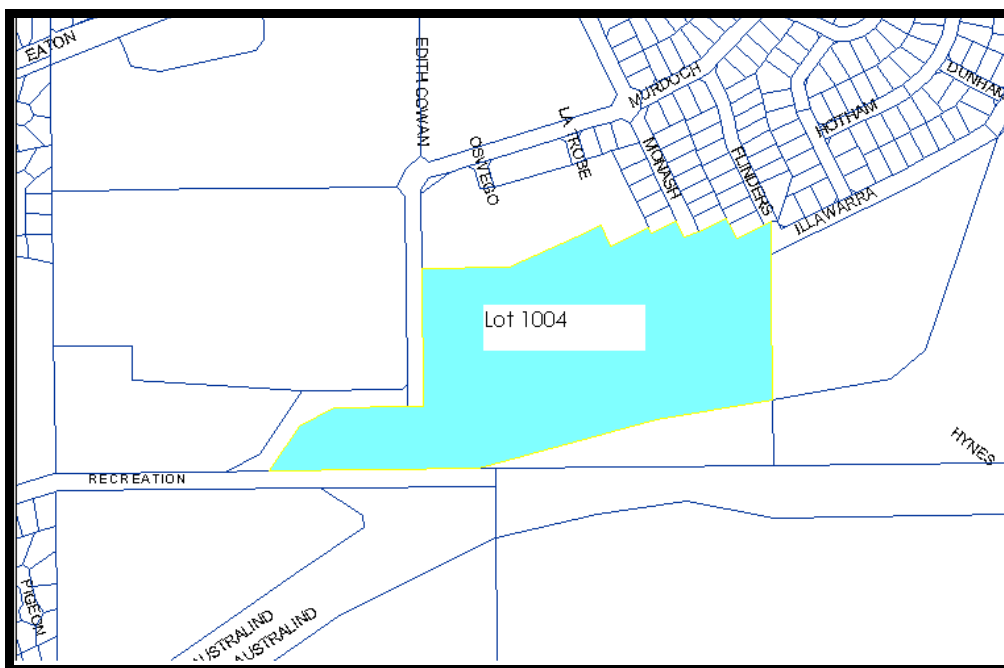 EATON
EDITH COWAN
MURDOCH
DUNHAM
HOTHAM
LA TROBE
OSWEGO
MONASH
FLINDERS
ILLAWARRA
Lot 1004
HYNES
RECREATION
PIGEON
AUSTRALIND
AUSTRALIND